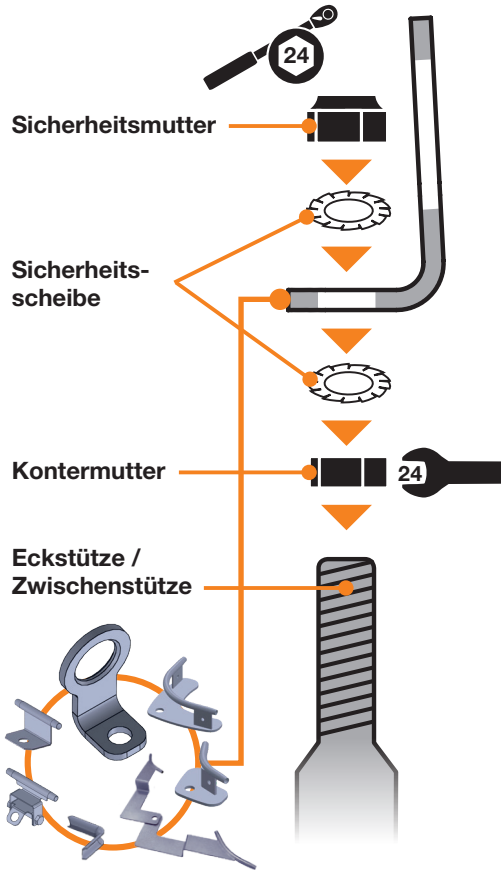 24
Sicherheitsmutter
Sicherheits-
scheibe
Kontermutter
24
Eckstütze /
Zwischenstütze